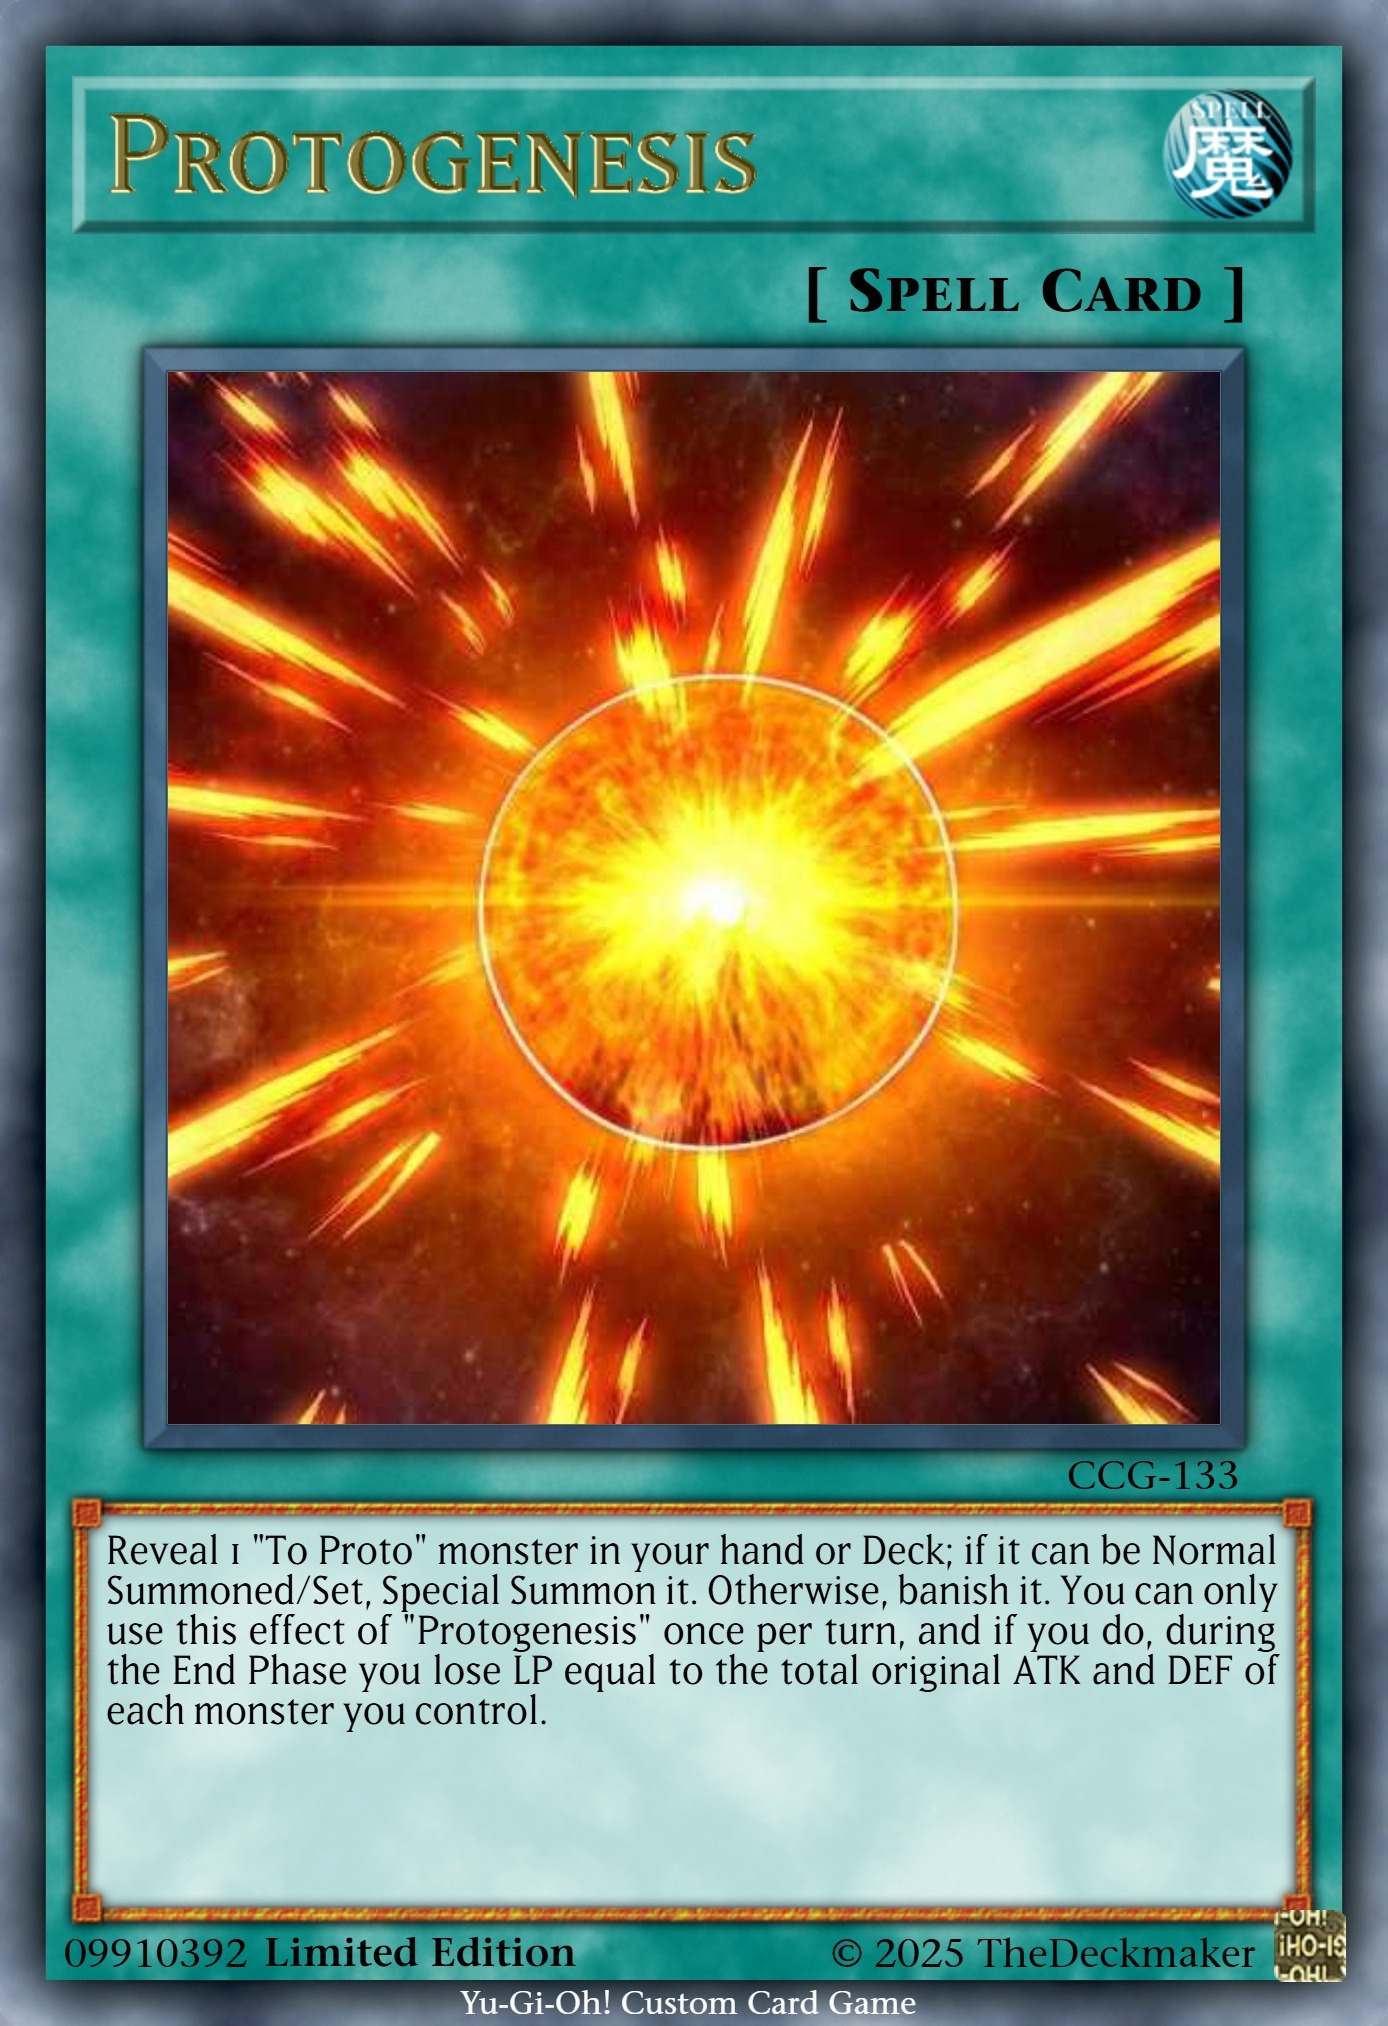 PROTOGENESIS
SPELL
魔
[ SPELL CARD ]
CCG-133
Reveal 1 "To Proto" monster in your hand or Deck; if it can be Normal
Summoned/Set, Special Summon it. Otherwise, banish it. You can only
use this effect of "Protogenesis" once per turn, and if you do, during
the End Phase you lose LP equal to the total original ATK and DEF of
each monster you control.
09910392 Limited Edition
© 2025 TheDeckmaker
Yu-Gi-Oh! Custom Card Game